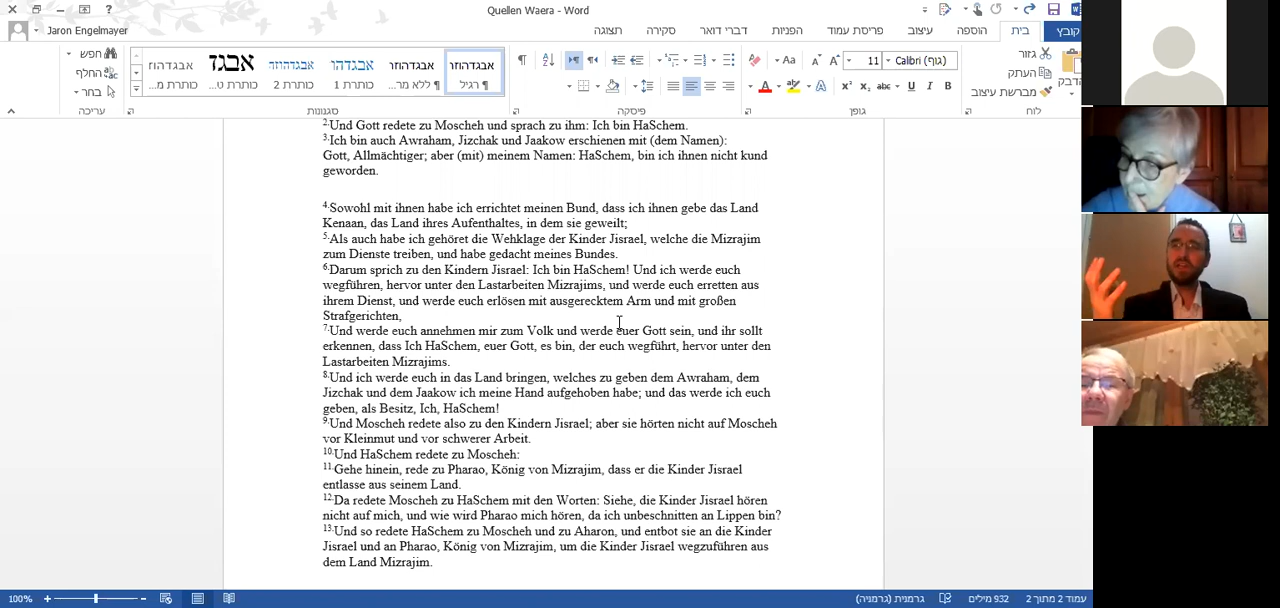 Quellen Waera - Word
Jaron Engelmayer
קובץ
בית
הוספה
עיצוב
פריסת עמוד
הפניות
דברי דואר
סקירה
תצוגה
גזור
העתק
מברשת עיצוב
הדבק
לוח
Calibri (גוף)
11
Aa
B I U abc x₂ x²
גופן
פיסקה
אבגדהוזו
¶ רגיל
אבגדהוזו
¶ ללא מר...
אבגדהו
כותרת 1
אבגדהוזו
כותרת 2
אבגד
כותרת ט...
אבגדהוז
כותרת מ...
סגנונות
חפש
החלף
בחר
עריכה
2.Und Gott redete zu Moscheh und sprach zu ihm: Ich bin HaSchem.
3.Ich bin auch Awraham, Jizchak und Jaakow erschienen mit (dem Namen):
Gott, Allmächtiger; aber (mit) meinem Namen: HaSchem, bin ich ihnen nicht kund
geworden.
4.Sowohl mit ihnen habe ich errichtet meinen Bund, dass ich ihnen gebe das Land
Kenaan, das Land ihres Aufenthaltes, in dem sie geweilt;
5.Als auch habe ich gehöret die Wehklage der Kinder Jisrael, welche die Mizrajim
zum Dienste treiben, und habe gedacht meines Bundes.
6.Darum sprich zu den Kindern Jisrael: Ich bin HaSchem! Und ich werde euch
wegführen, hervor unter den Lastarbeiten Mizrajims, und werde euch erretten aus
ihrem Dienst, und werde euch erlösen mit ausgerecktem Arm und mit großen
Strafgerichten,
7.Und werde euch annehmen mir zum Volk und werde euer Gott sein, und ihr sollt
erkennen, dass Ich HaSchem, euer Gott, es bin, der euch wegführt, hervor unter den
Lastarbeiten Mizrajims.
8.Und ich werde euch in das Land bringen, welches zu geben dem Awraham, dem
Jizchak und dem Jaakow ich meine Hand aufgehoben habe; und das werde ich euch
geben, als Besitz, Ich, HaSchem!
9.Und Moscheh redete also zu den Kindern Jisrael; aber sie hörten nicht auf Moscheh
vor Kleinmut und vor schwerer Arbeit.
10.Und HaSchem redete zu Moscheh:
11.Gehe hinein, rede zu Pharao, König von Mizrajim, dass er die Kinder Jisrael
entlasse aus seinem Land.
12.Da redete Moscheh zu HaSchem mit den Worten: Siehe, die Kinder Jisrael hören
nicht auf mich, und wie wird Pharao mich hören, da ich unbeschnitten an Lippen bin?
13.Und so redete HaSchem zu Moscheh und zu Aharon, und entbot sie an die Kinder
Jisrael und an Pharao, König von Mizrajim, um die Kinder Jisrael wegzuführen aus
dem Land Mizrajim.
עמוד 2 מתוך 2
932 מילים
גרמנית (גרמניה)
100%